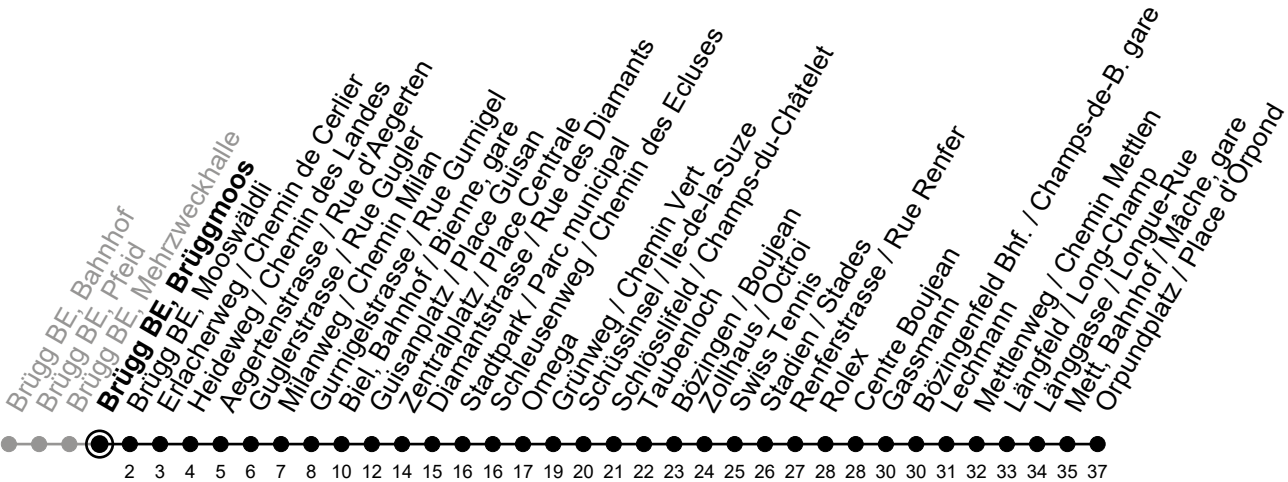 Brügg BE, Bahnhof
Brügg BE, Pfeid
Brügg BE, Mehrzweckhalle
Brügg BE, Brüggmoos
Brügg BE, Mooswäldli
Erlacherweg / Chemin de Cerlier
Heideweg / Chemin des Landes
Aegertenstrasse / Rue d'Aegerten
Guglerstrasse / Rue Gugler
Milanweg / Chemin Milan
Gurnigelstrasse / Rue Gurnigel
Biel, Bahnhof / Bienne, gare
Guisanplatz / Place Guisan
Zentralplatz / Place Centrale
Diamantstrasse / Rue des Diamants
Stadtpark / Parc municipal
Schleusenweg / Chemin des Ecluses
Omega
Grünweg / Chemin Vert
Schüssinsel / Ile-de-la-Suze
Schlösslifeld / Champs-du-Châtelet
Taubenloch
Bözingen / Boujean
Zollhaus / Octroi
Swiss Tennis
Stadien / Stades
Renferstrasse / Rue Renfer
Rolex
Centre Boujean
Gassmann
Bözingenfeld Bhf. / Champs-de-B. gare
Lechmann
Mettlenweg / Chemin Mettlen
Längfeld / Long-Champ
Länggasse / Longue-Rue
Mett, Bahnhof / Mâche, gare
Orpundplatz / Place d'Orpond
2 3 4 5 6 7 8 10 12 14 15 16 16 17 19 20 21 22 23 24 25 26 27 28 28 30 30 31 32 33 34 35 37